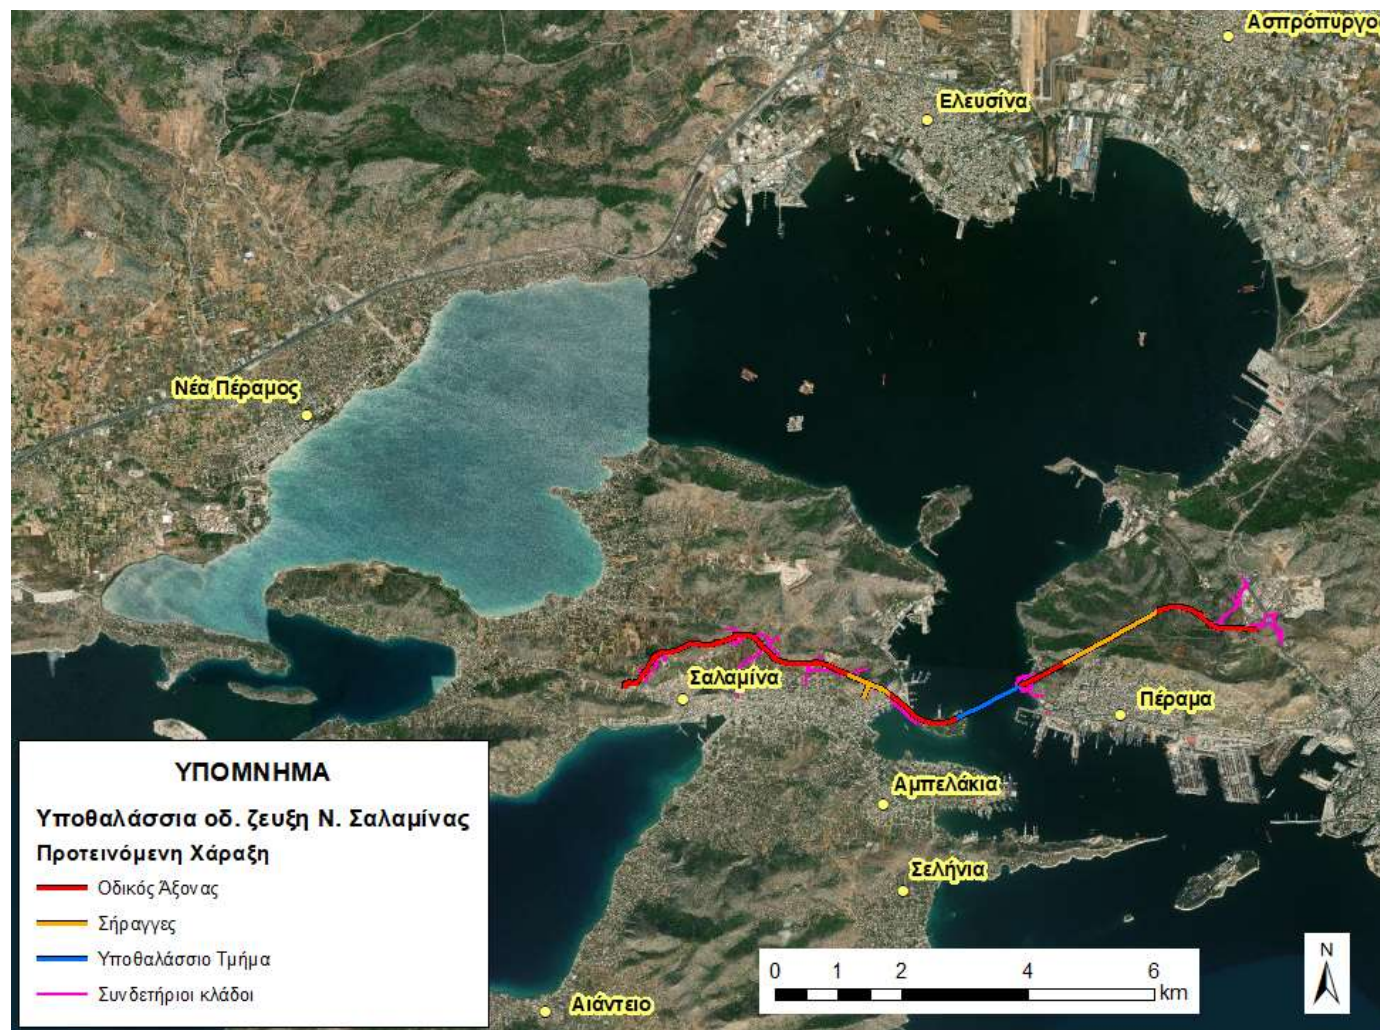 Ασπρόπυργο
Ελευσίνα
Νέα Πέραμος
Σαλαμίνα
Πέραμα
Αμπελάκια
Σελήνια
Αιάντειο
ΥΠΟΜΝΗΜΑ
Υποθαλάσσια οδ. ζευξη Ν. Σαλαμίνας
Προτεινόμενη Χάραξη
Οδικός Άξονας
Σήραγγες
Υποθαλάσσιο Τμήμα
Συνδετήριοι κλάδοι
0 1 2 4 6
km
N